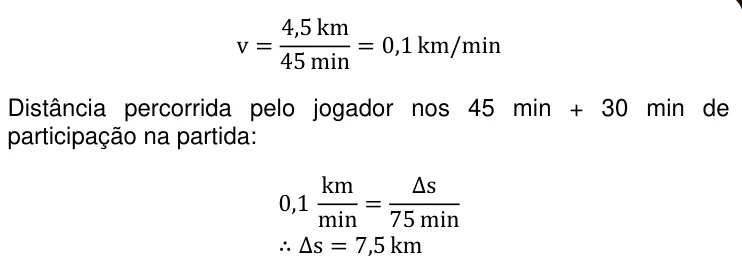 v = 4,5 km / 45 min = 0,1 km/min
Distância percorrida pelo jogador nos 45 min + 30 min de
participação na partida:
0,1 km/min = Δs / 75 min
∴ Δs = 7,5 km